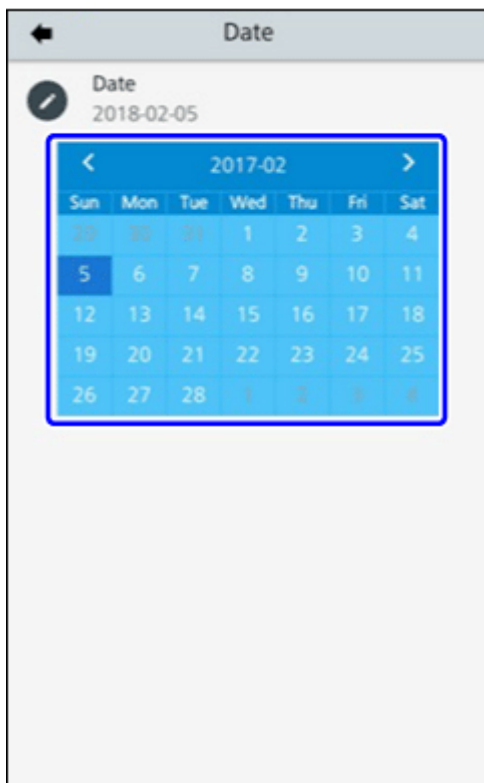 Date
Date
2018-02-05
2017-02
Sun Mon Tue Wed Thu Fri Sat
29 30 31 1 2 3 4
5 6 7 8 9 10 11
12 13 14 15 16 17 18
19 20 21 22 23 24 25
26 27 28 1 2 3 4